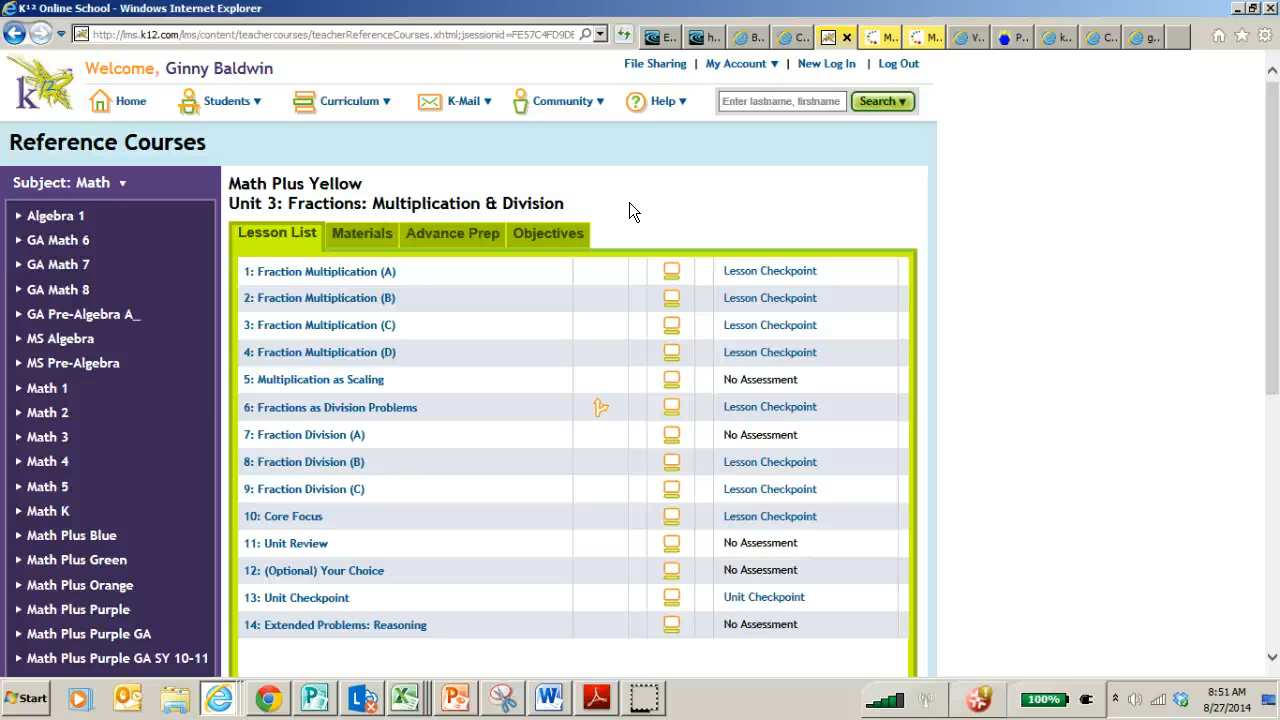 K¹² Online School - Windows Internet Explorer
http://lms.k12.com/lms/content/teachercourses/teacherReferenceCourses.xhtml;jsessionid=FE57C4FD9DB
E... h... B... C... M... M... V... P... k... C... g...
k12
Welcome, Ginny Baldwin
File Sharing | My Account | New Log In | Log Out
Home Students Curriculum K-Mail Community Help Enter lastname, firstname Search
Reference Courses
Subject: Math
Algebra 1
GA Math 6
GA Math 7
GA Math 8
GA Pre-Algebra A_
MS Algebra
MS Pre-Algebra
Math 1
Math 2
Math 3
Math 4
Math 5
Math K
Math Plus Blue
Math Plus Green
Math Plus Orange
Math Plus Purple
Math Plus Purple GA
Math Plus Purple GA SY 10-11
Math Plus Yellow
Unit 3: Fractions: Multiplication & Division
Lesson List Materials Advance Prep Objectives
1: Fraction Multiplication (A) Lesson Checkpoint
2: Fraction Multiplication (B) Lesson Checkpoint
3: Fraction Multiplication (C) Lesson Checkpoint
4: Fraction Multiplication (D) Lesson Checkpoint
5: Multiplication as Scaling No Assessment
6: Fractions as Division Problems Lesson Checkpoint
7: Fraction Division (A) No Assessment
8: Fraction Division (B) Lesson Checkpoint
9: Fraction Division (C) Lesson Checkpoint
10: Core Focus Lesson Checkpoint
11: Unit Review No Assessment
12: (Optional) Your Choice No Assessment
13: Unit Checkpoint Unit Checkpoint
14: Extended Problems: Reasoning No Assessment
Start 100% 8:51 AM
8/27/2014